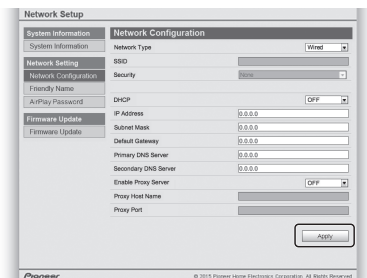 Network Setup
System Information
System Information
Network Setting
Network Configuration
Friendly Name
AirPlay Password
Firmware Update
Firmware Update
Network Configuration
Network Type Wired
SSID
Security None
DHCP OFF
IP Address 0.0.0.0
Subnet Mask 0.0.0.0
Default Gateway 0.0.0.0
Primary DNS Server 0.0.0.0
Secondary DNS Server 0.0.0.0
Enable Proxy Server OFF
Proxy Host Name
Proxy Port
Apply
Pioneer
© 2015 Pioneer Home Electronics Corporation. All Rights Reserved.